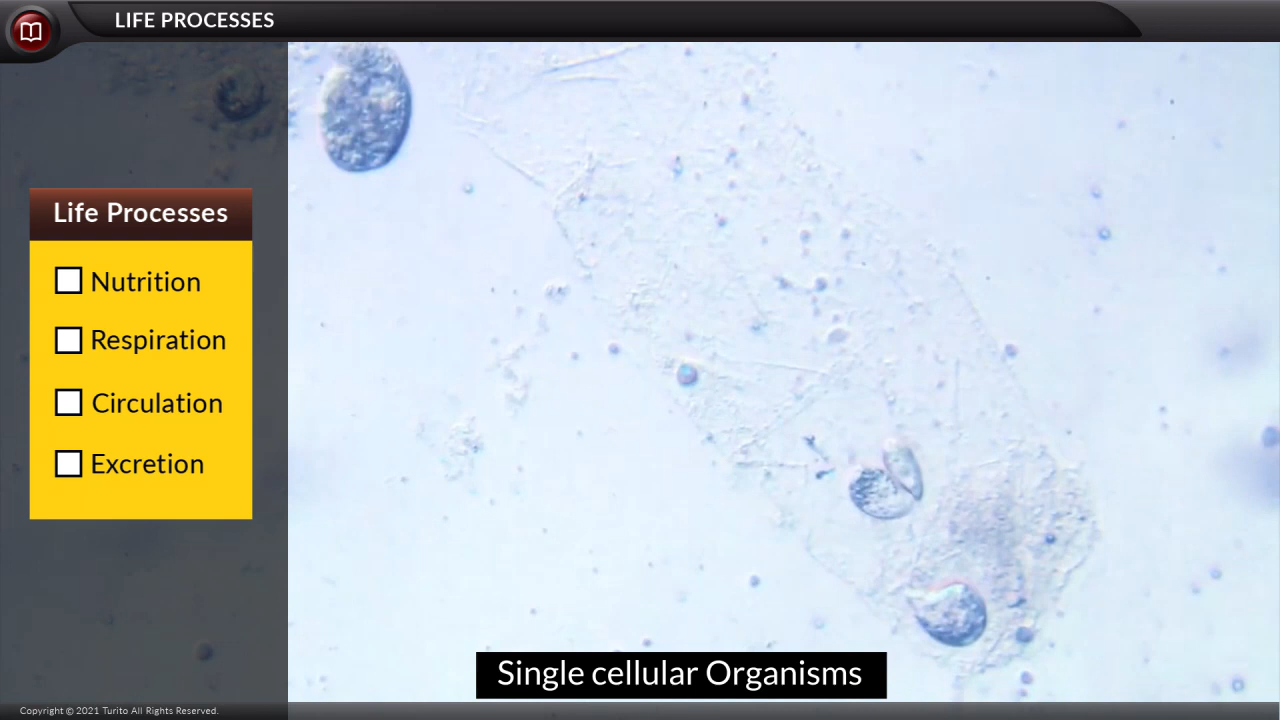 LIFE PROCESSES
Life Processes
Nutrition
Respiration
Circulation
Excretion
Single cellular Organisms
Copyright © 2021 Turito All Rights Reserved.